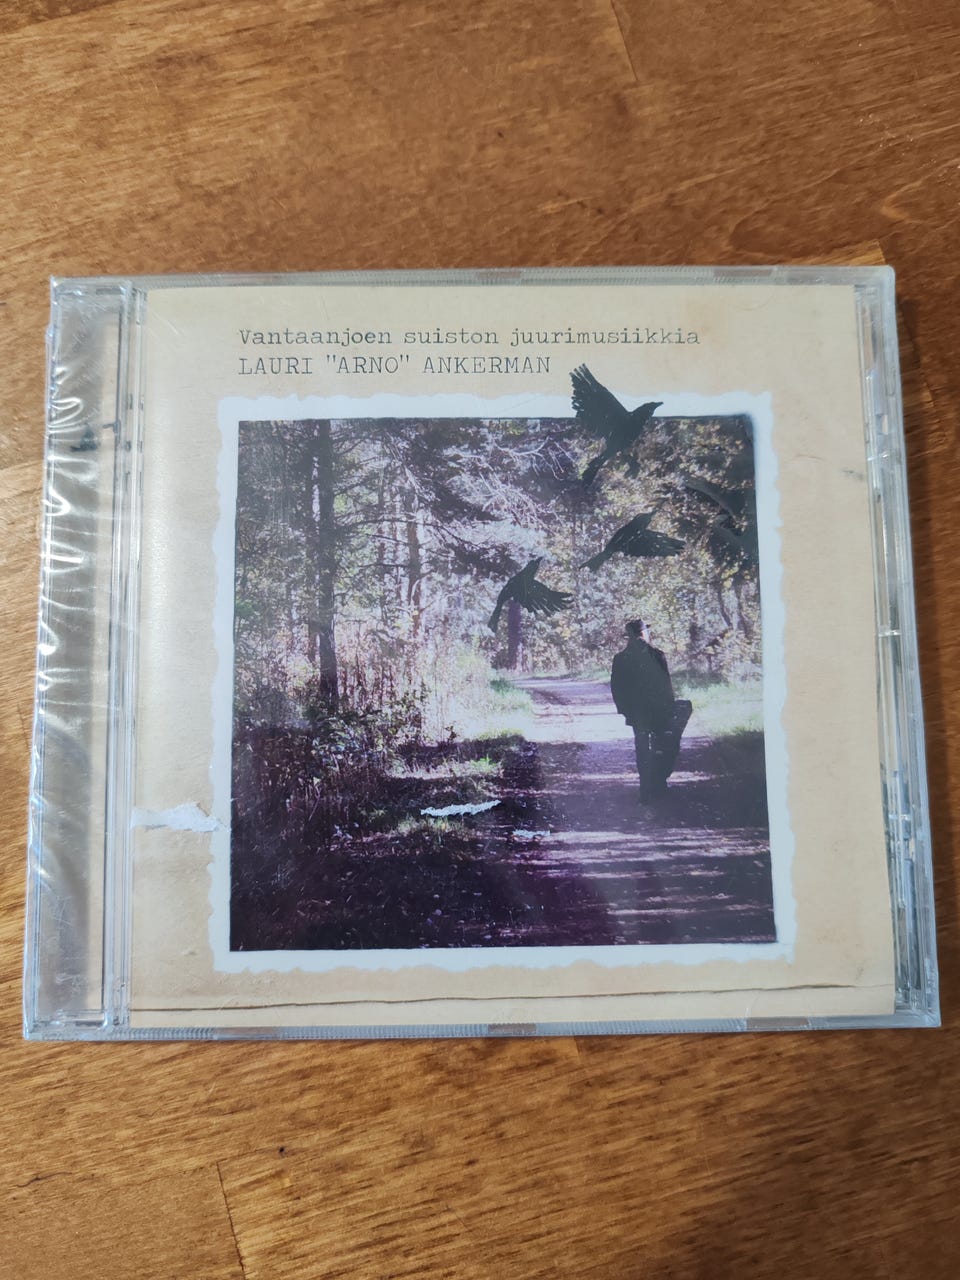 Vantaanjoen suiston juurimusiikkia
LAURI "ARNO" ANKERMAN